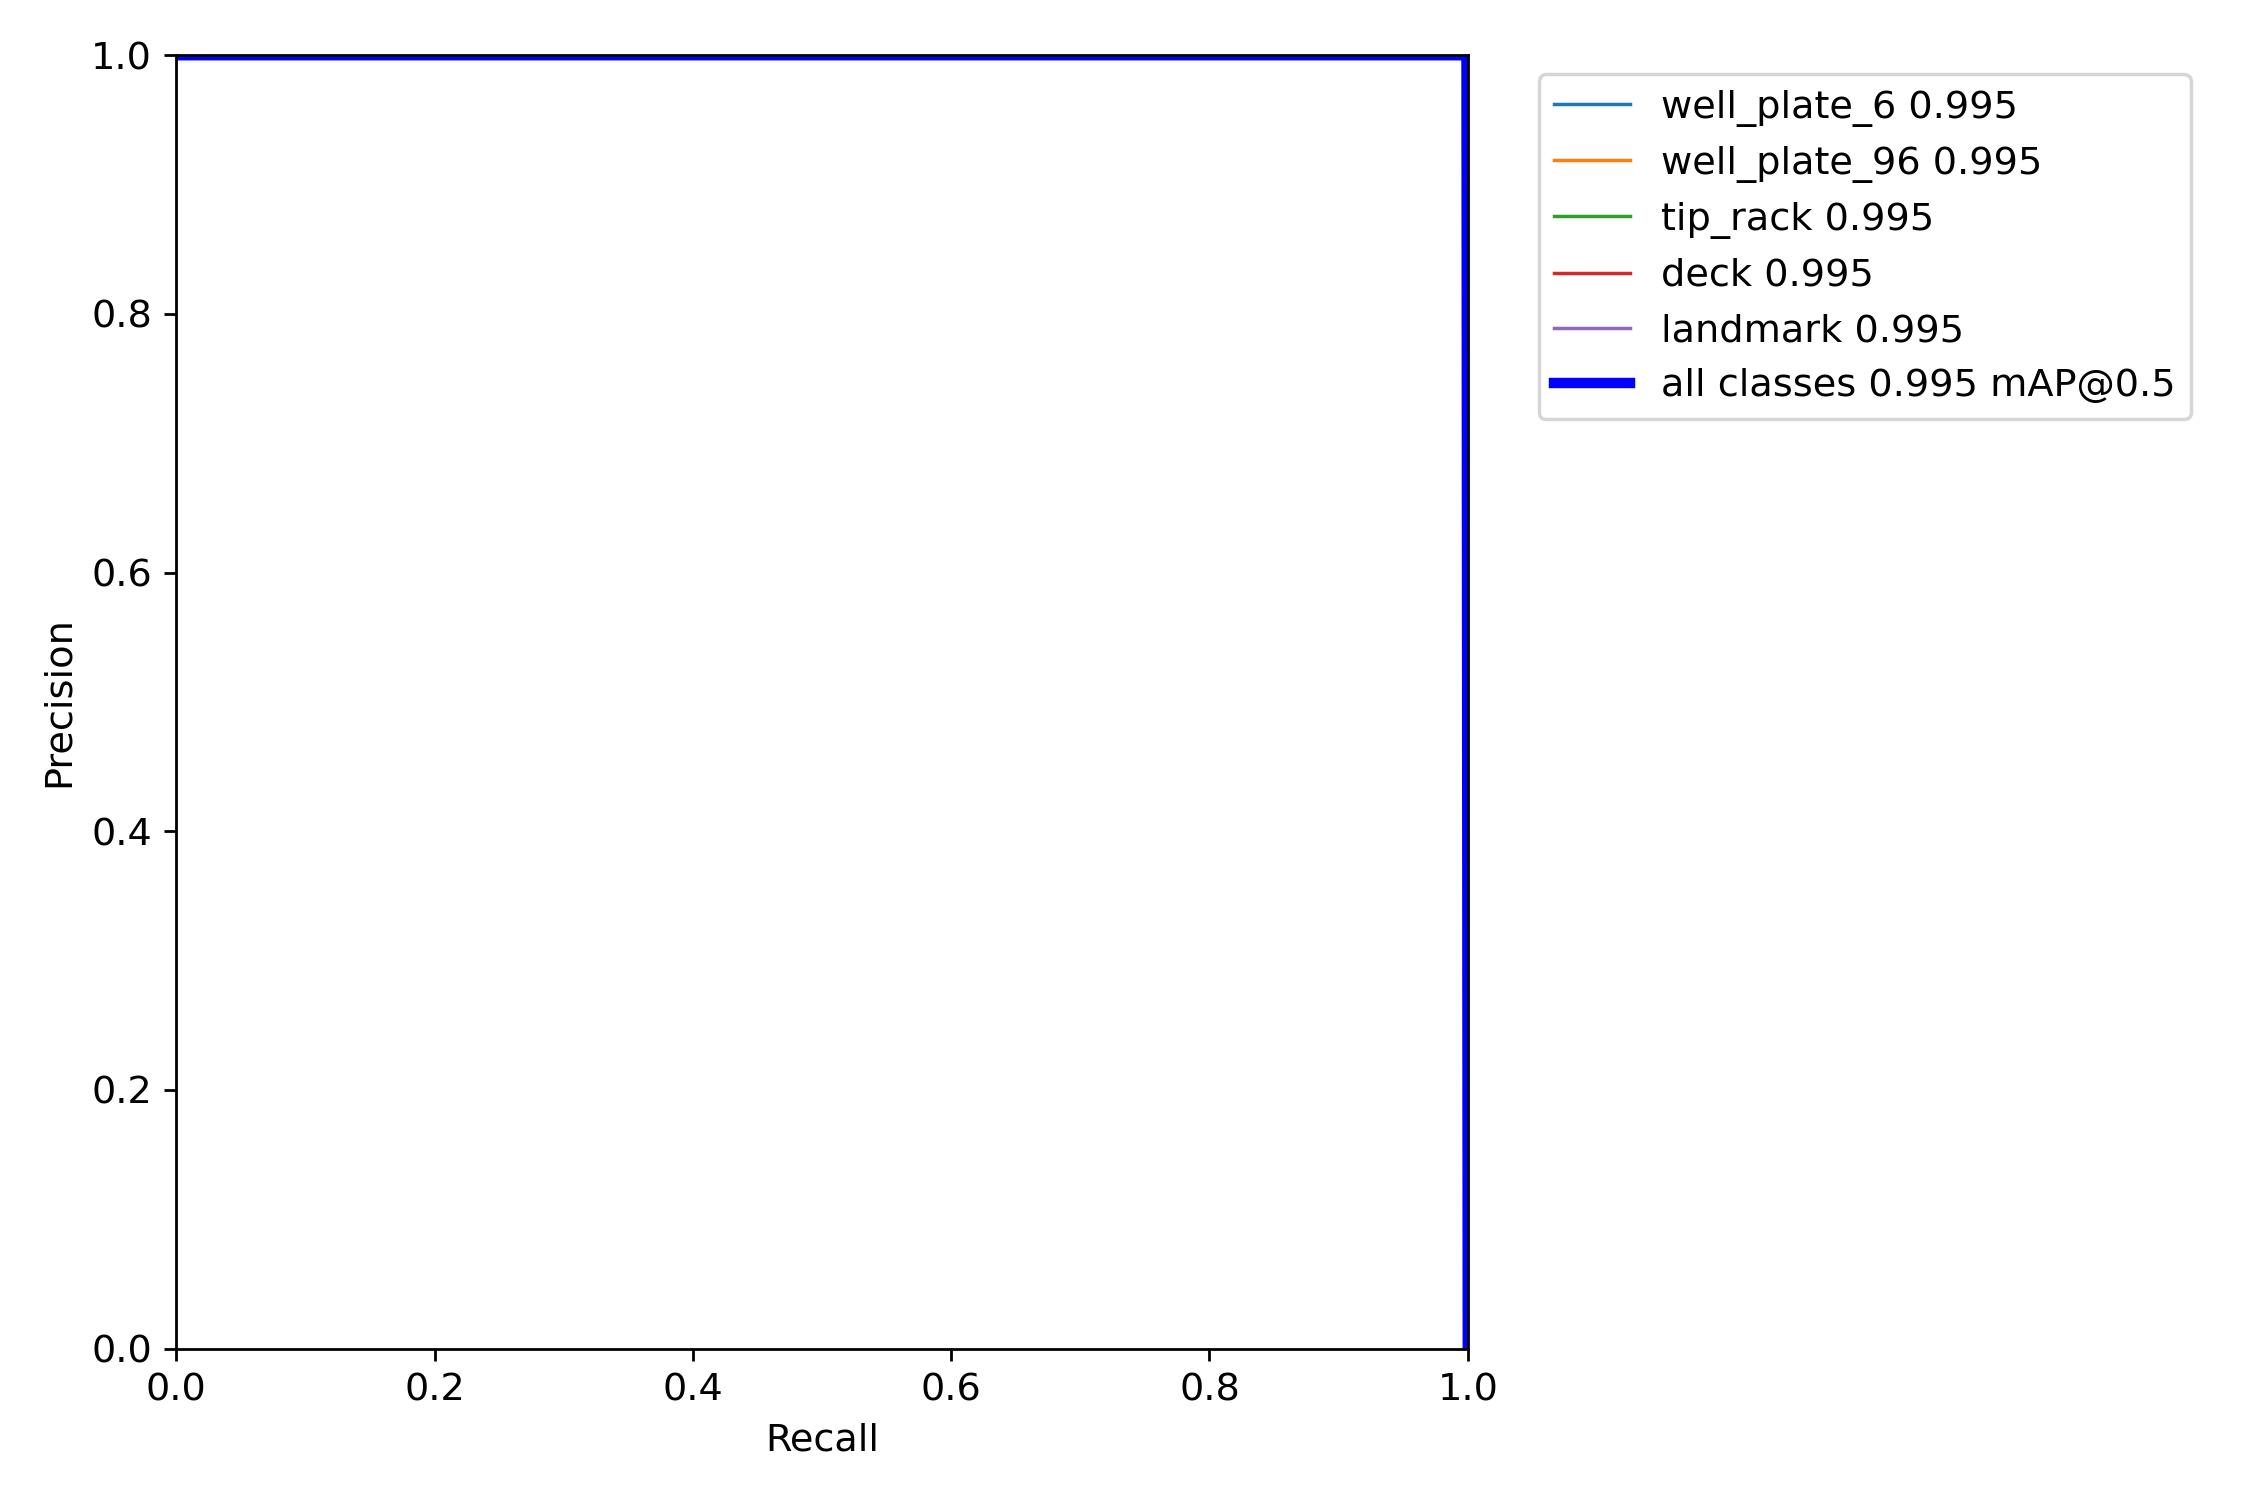 1.0
0.8
0.6
0.4
0.2
0.0
Precision
0.0 0.2 0.4 0.6 0.8 1.0
Recall
well_plate_6 0.995
well_plate_96 0.995
tip_rack 0.995
deck 0.995
landmark 0.995
all classes 0.995 mAP@0.5